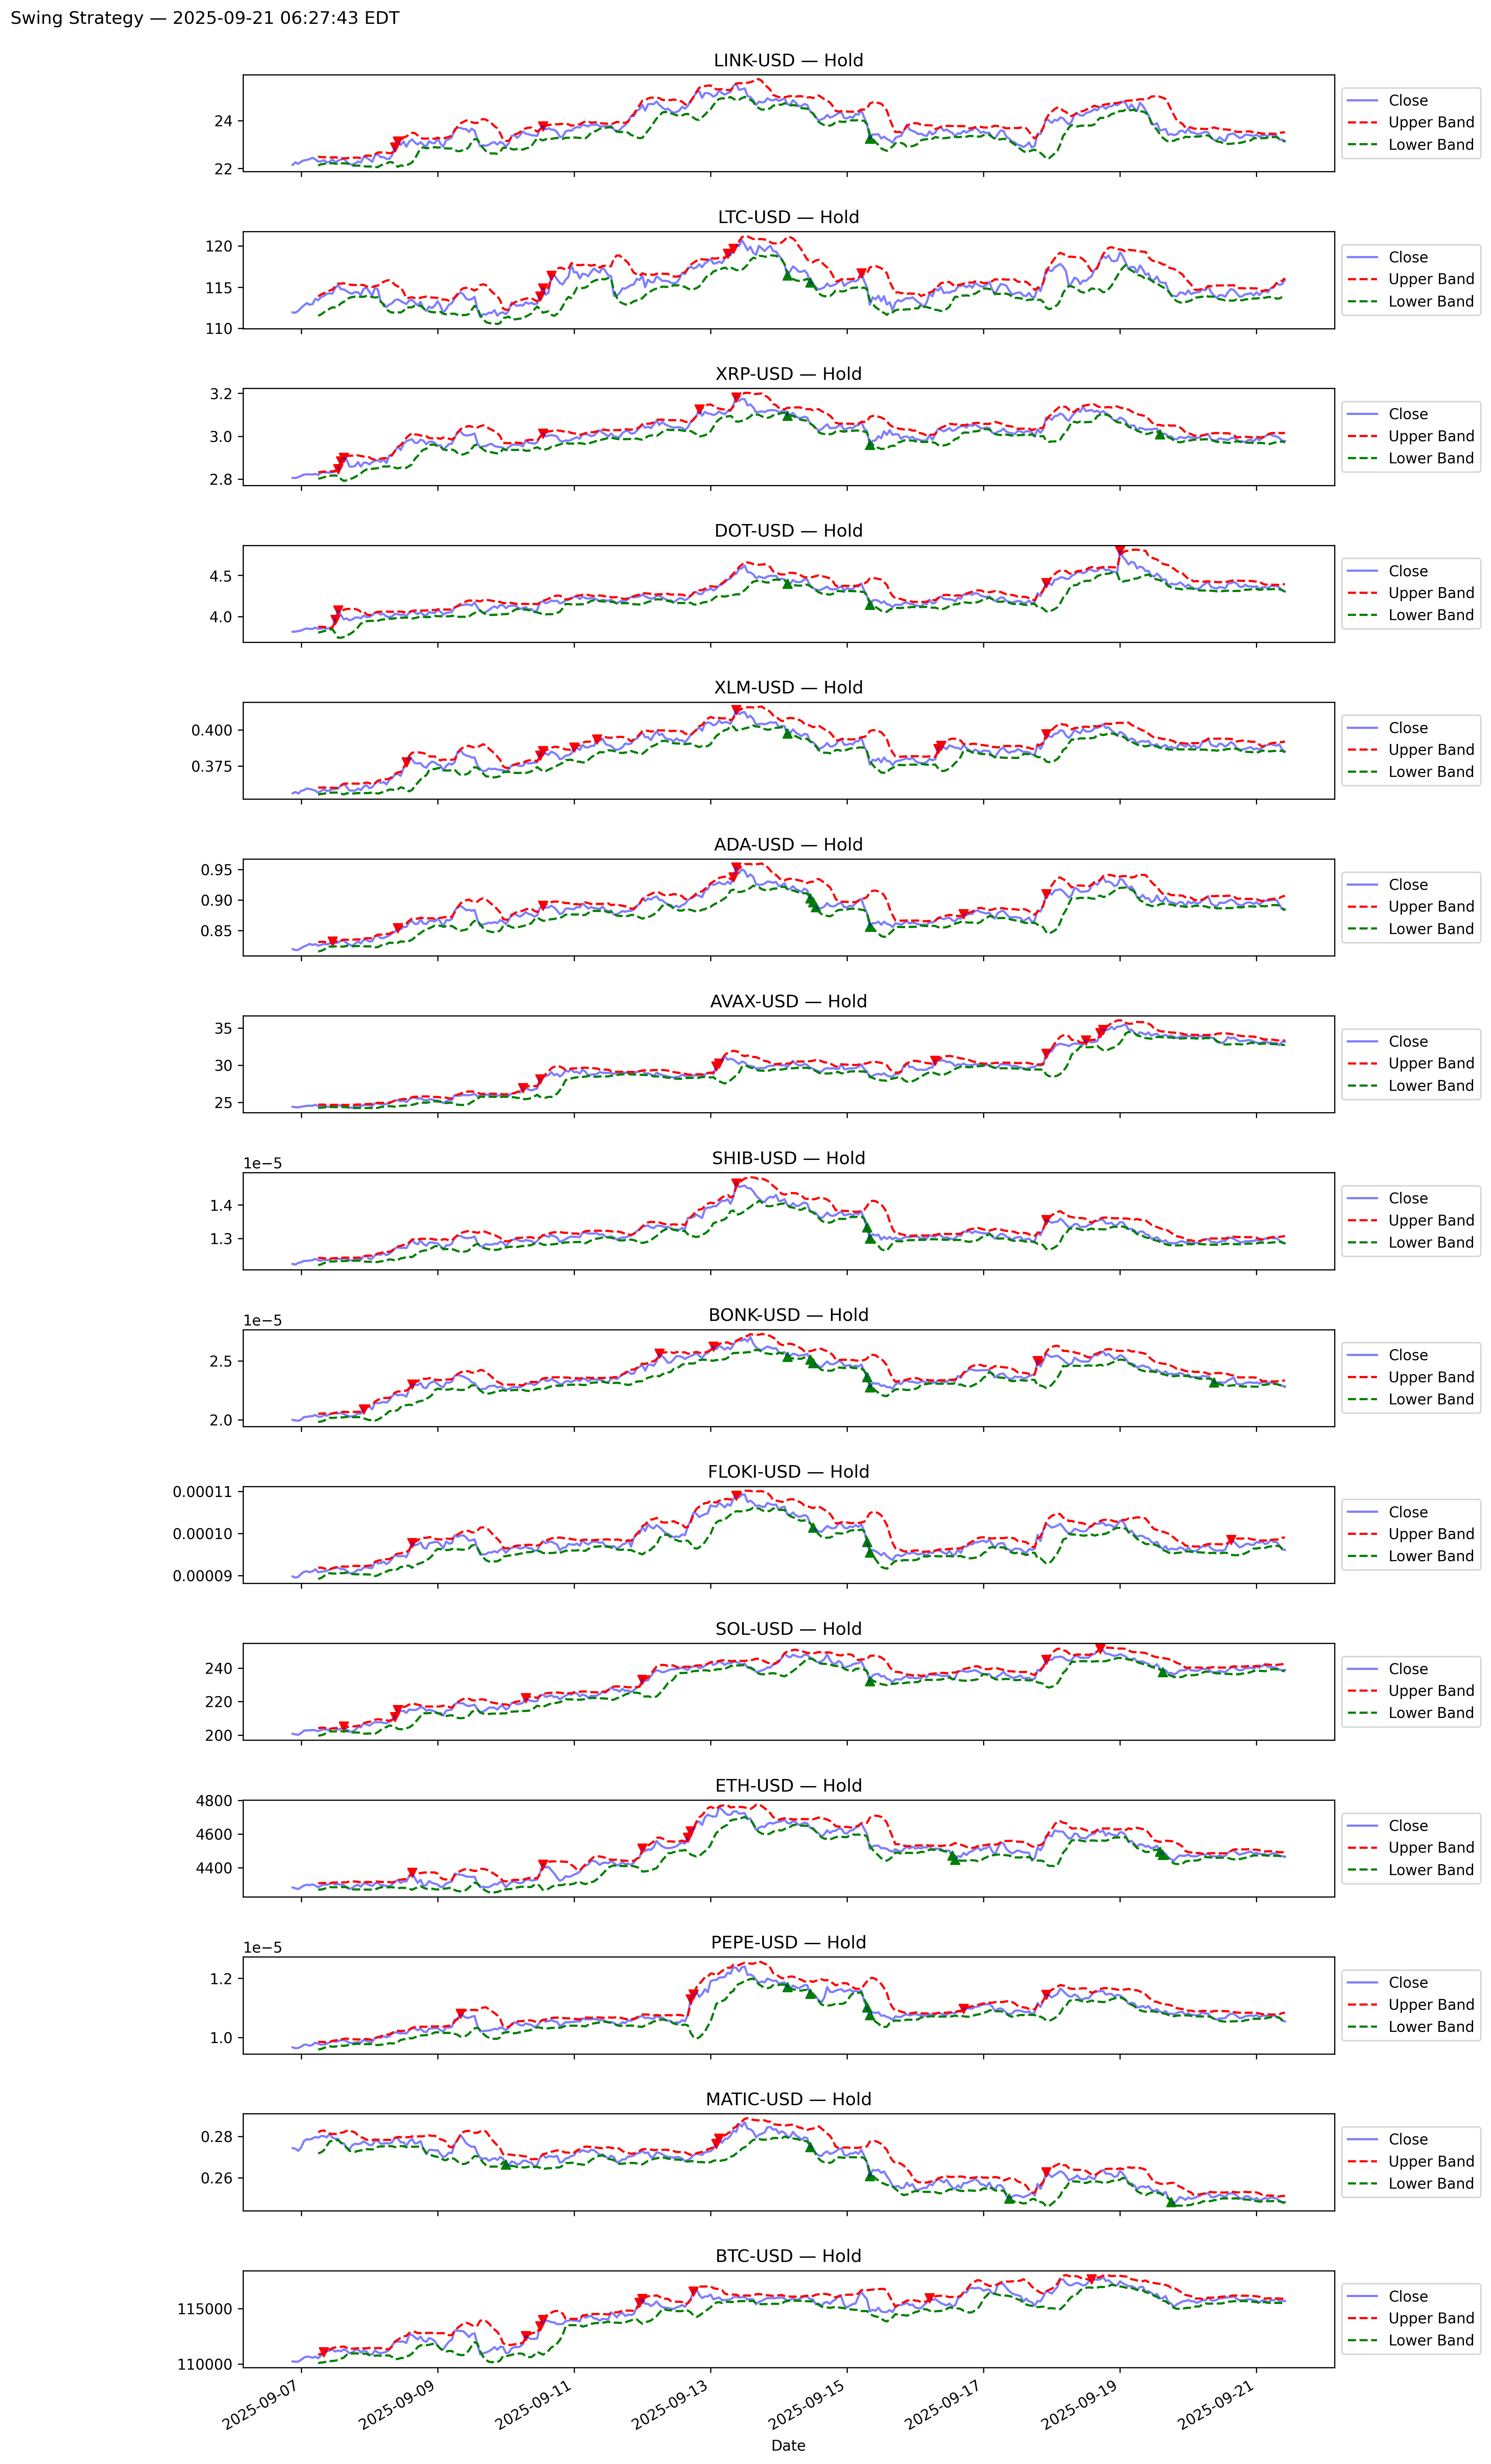 Swing Strategy — 2025-09-21 06:27:43 EDT
LINK-USD — Hold
24
22
Close
Upper Band
Lower Band
LTC-USD — Hold
120
115
110
Close
Upper Band
Lower Band
XRP-USD — Hold
3.2
3.0
2.8
Close
Upper Band
Lower Band
DOT-USD — Hold
4.5
4.0
Close
Upper Band
Lower Band
XLM-USD — Hold
0.400
0.375
Close
Upper Band
Lower Band
ADA-USD — Hold
0.95
0.90
0.85
Close
Upper Band
Lower Band
AVAX-USD — Hold
35
30
25
Close
Upper Band
Lower Band
SHIB-USD — Hold
1e−5
1.4
1.3
Close
Upper Band
Lower Band
BONK-USD — Hold
1e−5
2.5
2.0
Close
Upper Band
Lower Band
FLOKI-USD — Hold
0.00011
0.00010
0.00009
Close
Upper Band
Lower Band
SOL-USD — Hold
240
220
200
Close
Upper Band
Lower Band
ETH-USD — Hold
4800
4600
4400
Close
Upper Band
Lower Band
PEPE-USD — Hold
1e−5
1.2
1.0
Close
Upper Band
Lower Band
MATIC-USD — Hold
0.28
0.26
Close
Upper Band
Lower Band
BTC-USD — Hold
115000
110000
Close
Upper Band
Lower Band
2025-09-07
2025-09-09
2025-09-11
2025-09-13
2025-09-15
2025-09-17
2025-09-19
2025-09-21
Date